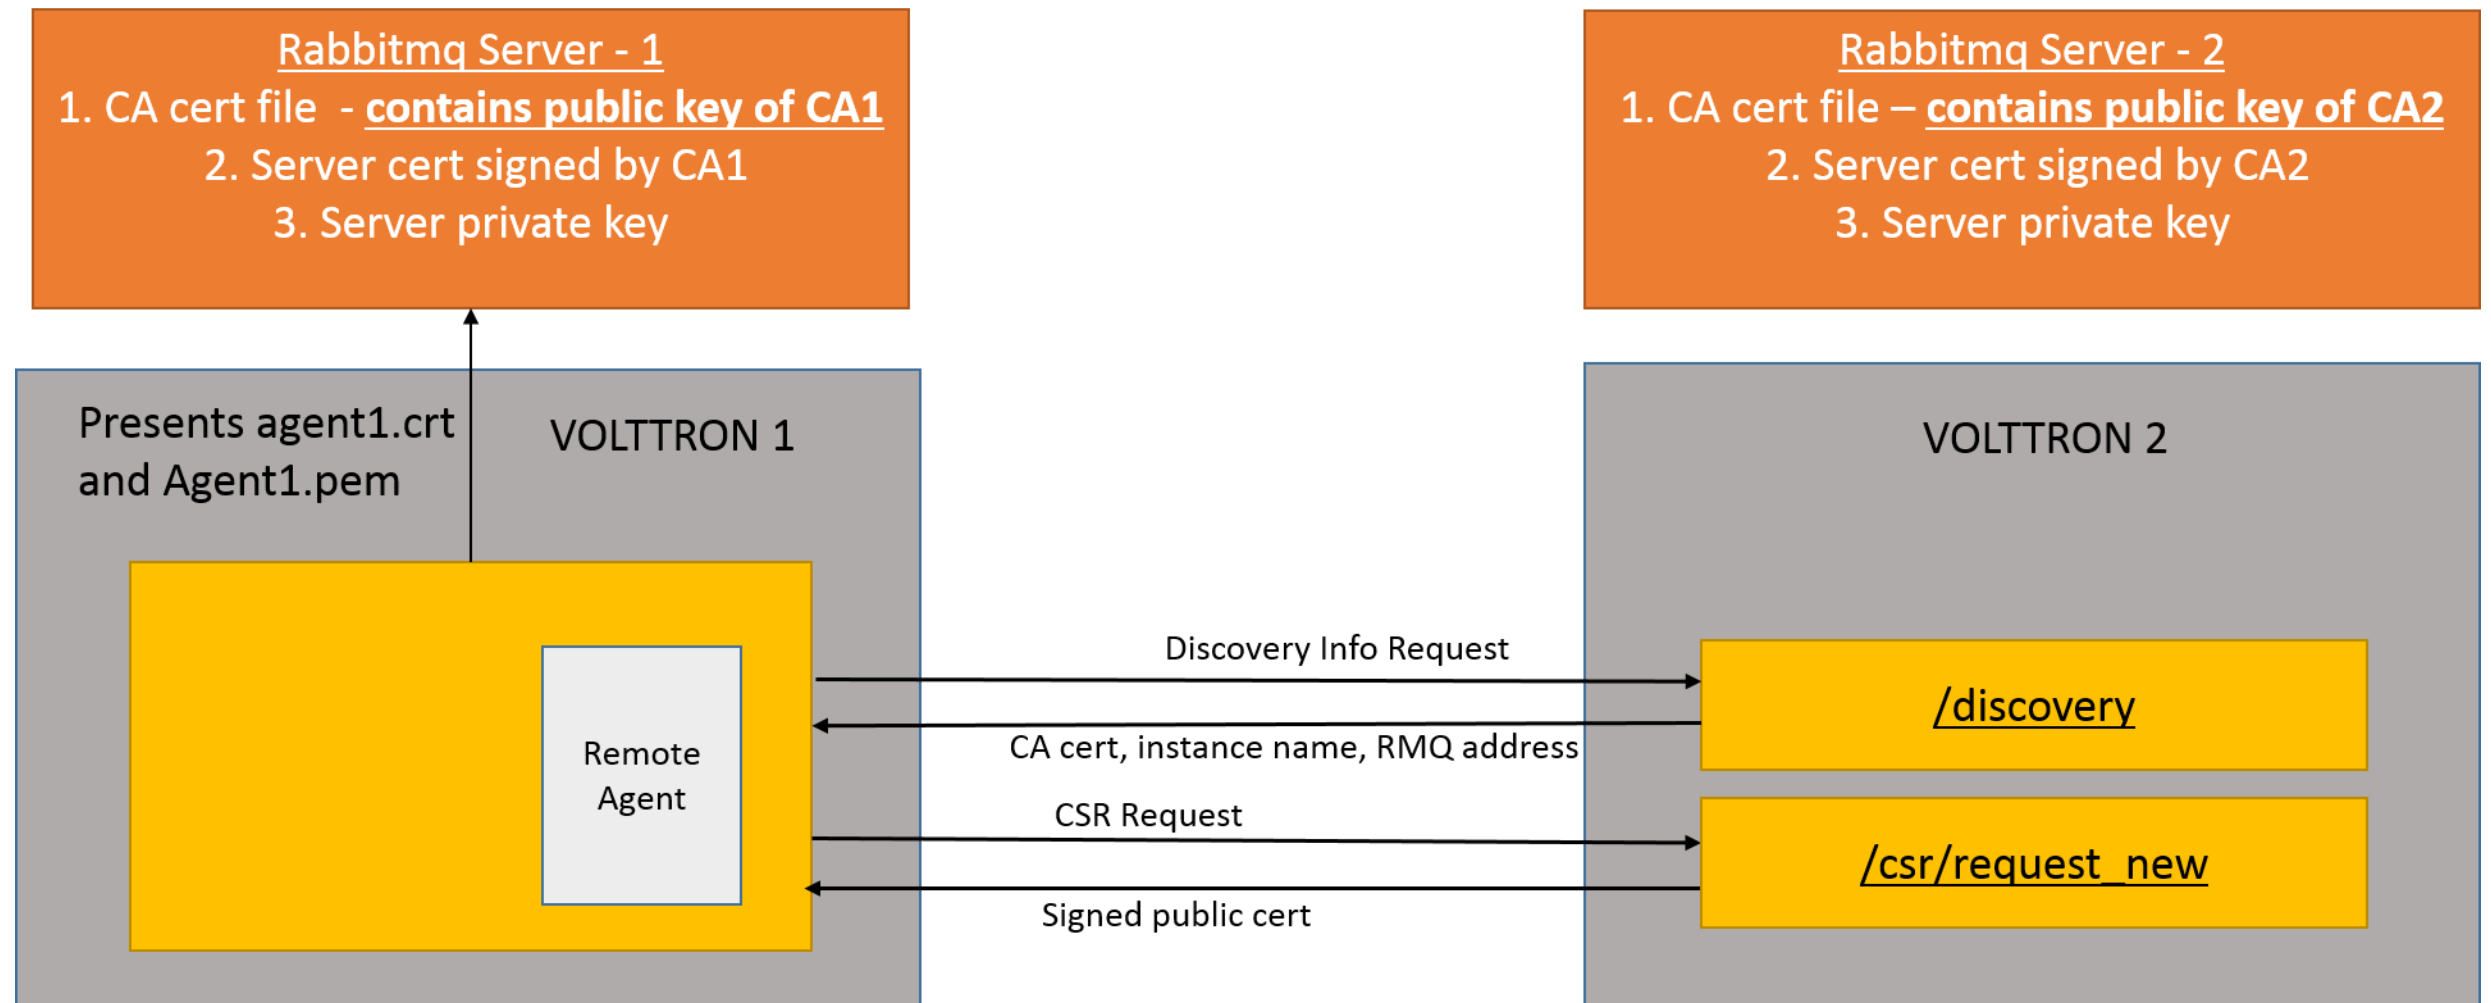 Rabbitmq Server - 1
1. CA cert file  - contains public key of CA1
2. Server cert signed by CA1
3. Server private key
Rabbitmq Server - 2
1. CA cert file – contains public key of CA2
2. Server cert signed by CA2
3. Server private key
Presents agent1.crt
and Agent1.pem
VOLTTRON 1
VOLTTRON 2
Remote
Agent
Discovery Info Request
CA cert, instance name, RMQ address
CSR Request
Signed public cert
/discovery
/csr/request_new